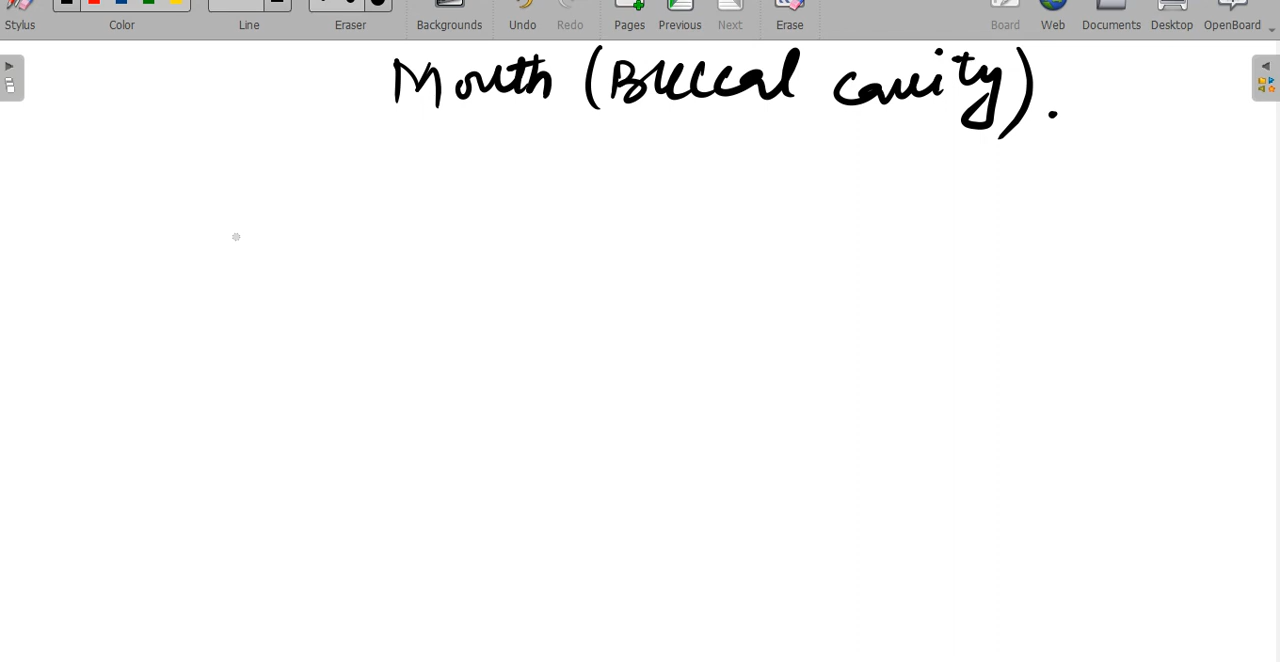 Stylus Color Line Eraser Backgrounds Undo Redo Pages Previous Next Erase Board Web Documents Desktop OpenBoard
Mouth (Buccal cavity).